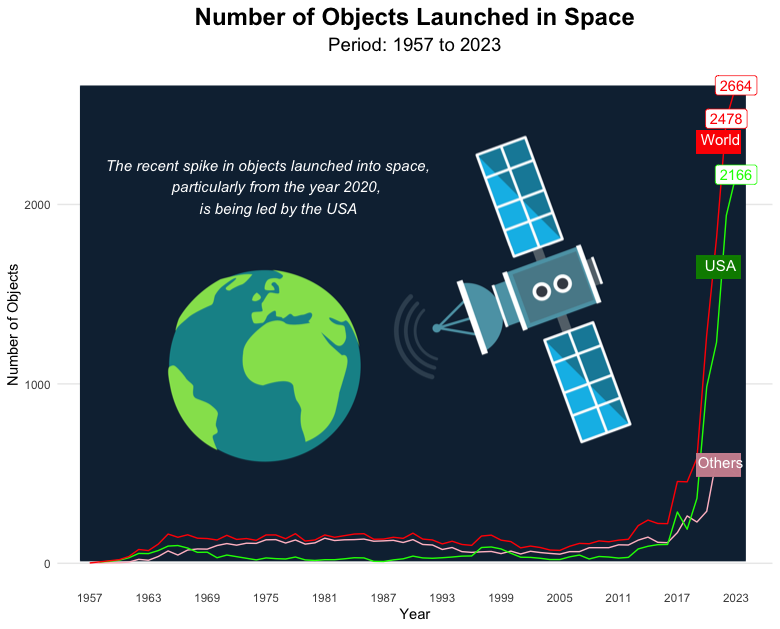 Number of Objects Launched in Space
Period: 1957 to 2023
2664
2478
World
The recent spike in objects launched into space,
particularly from the year 2020,
is being led by the USA
2166
2000
USA
Number of Objects
1000
Others
0
1957 1963 1969 1975 1981 1987 1993 1999 2005 2011 2017 2023
Year